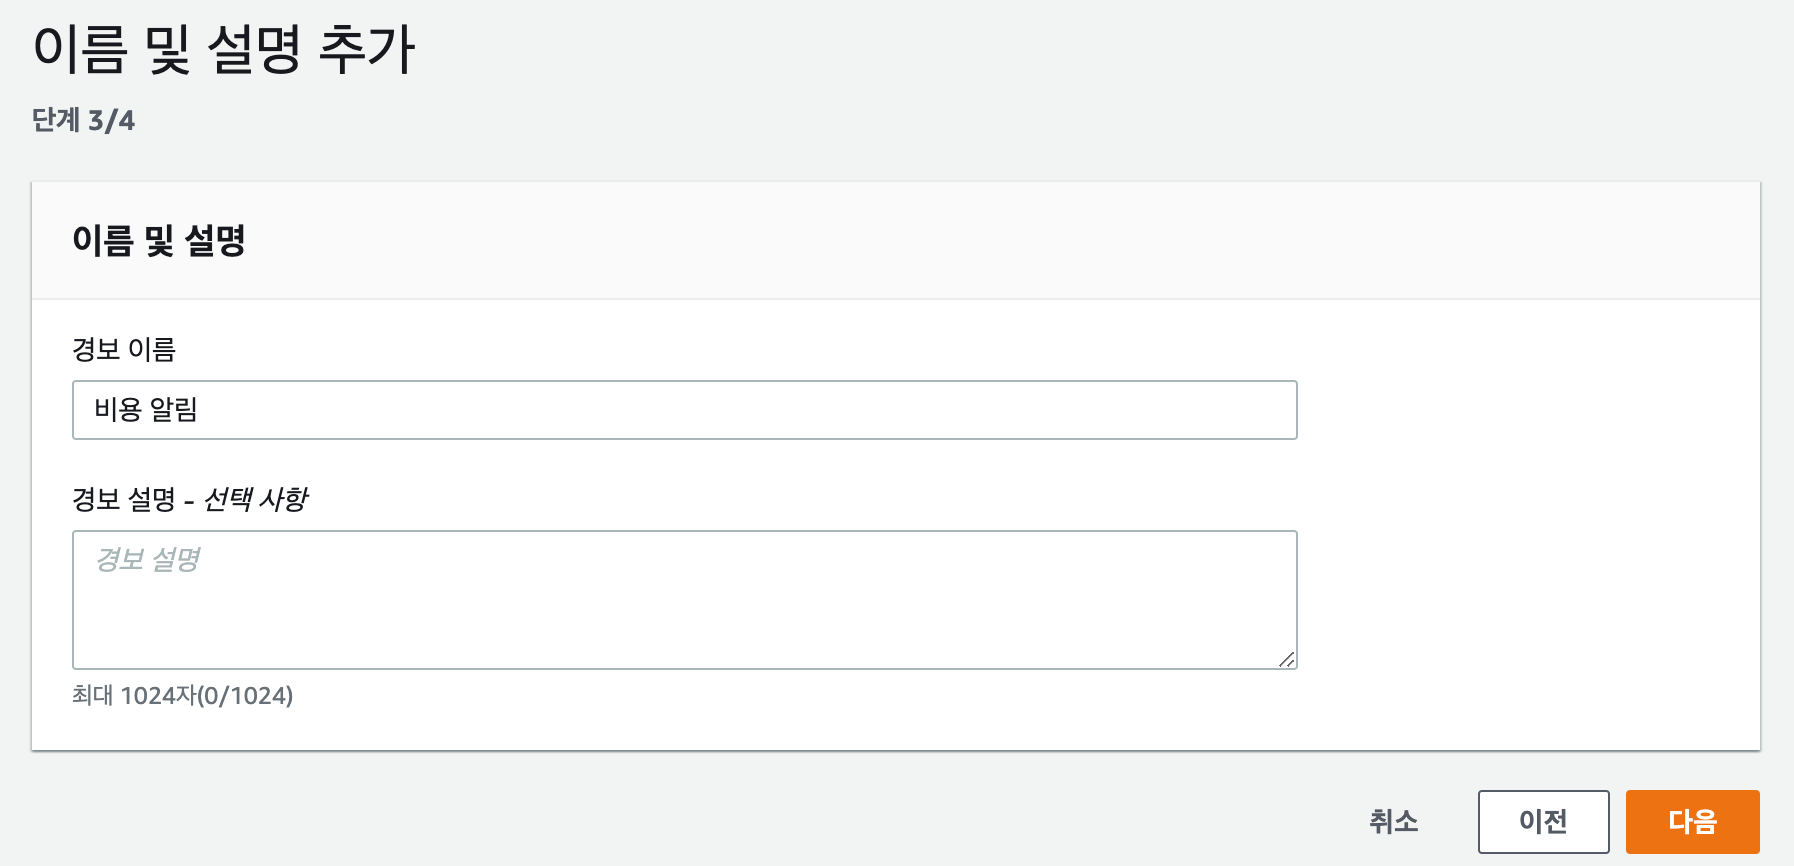 이름 및 설명 추가
단계 3/4
이름 및 설명
경보 이름
비용 알림
경보 설명 - 선택 사항
경보 설명
최대 1024자(0/1024)
취소
이전
다음